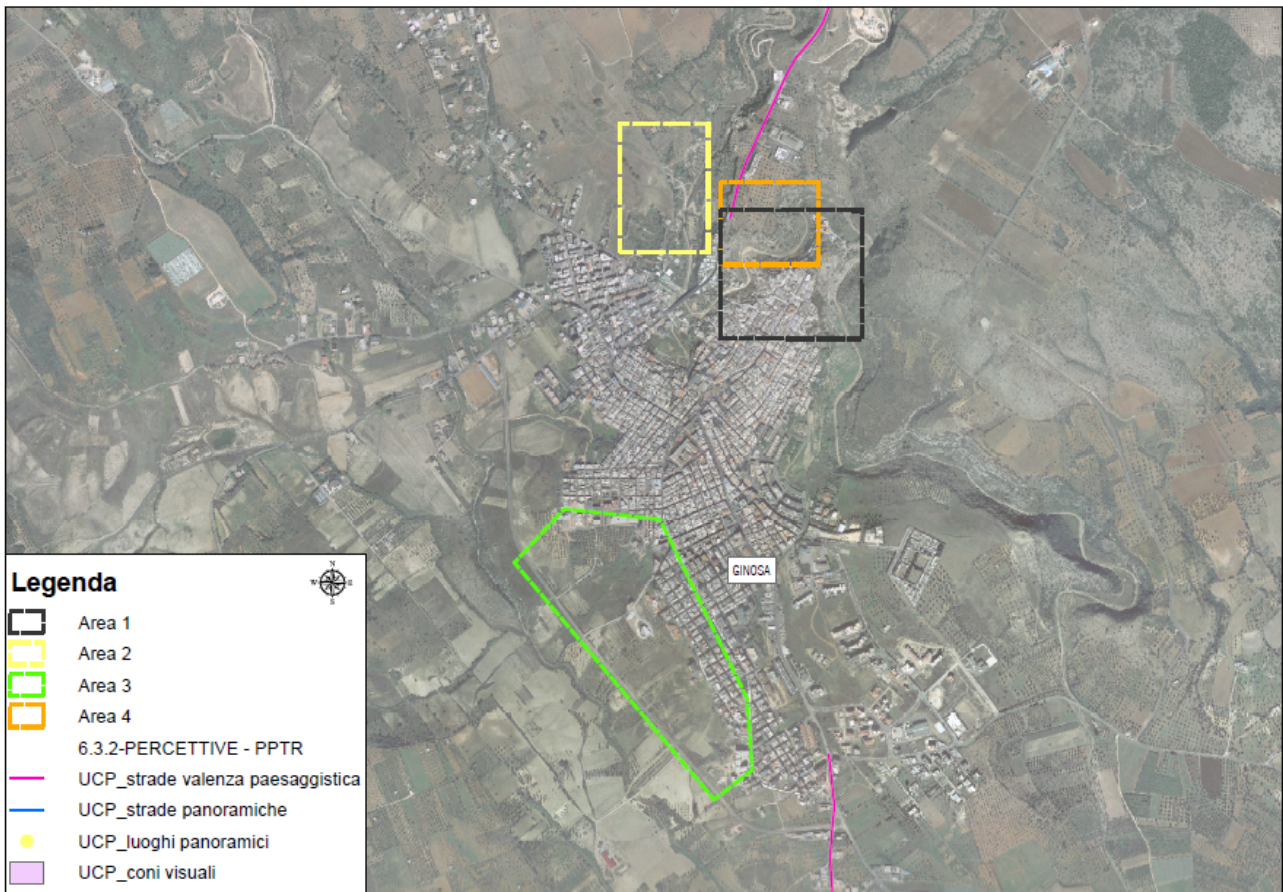 GINOSA
Legenda
N
W E
S
Area 1
Area 2
Area 3
Area 4
6.3.2-PERCETTIVE - PPTR
UCP_strade valenza paesaggistica
UCP_strade panoramiche
UCP_luoghi panoramici
UCP_coni visuali